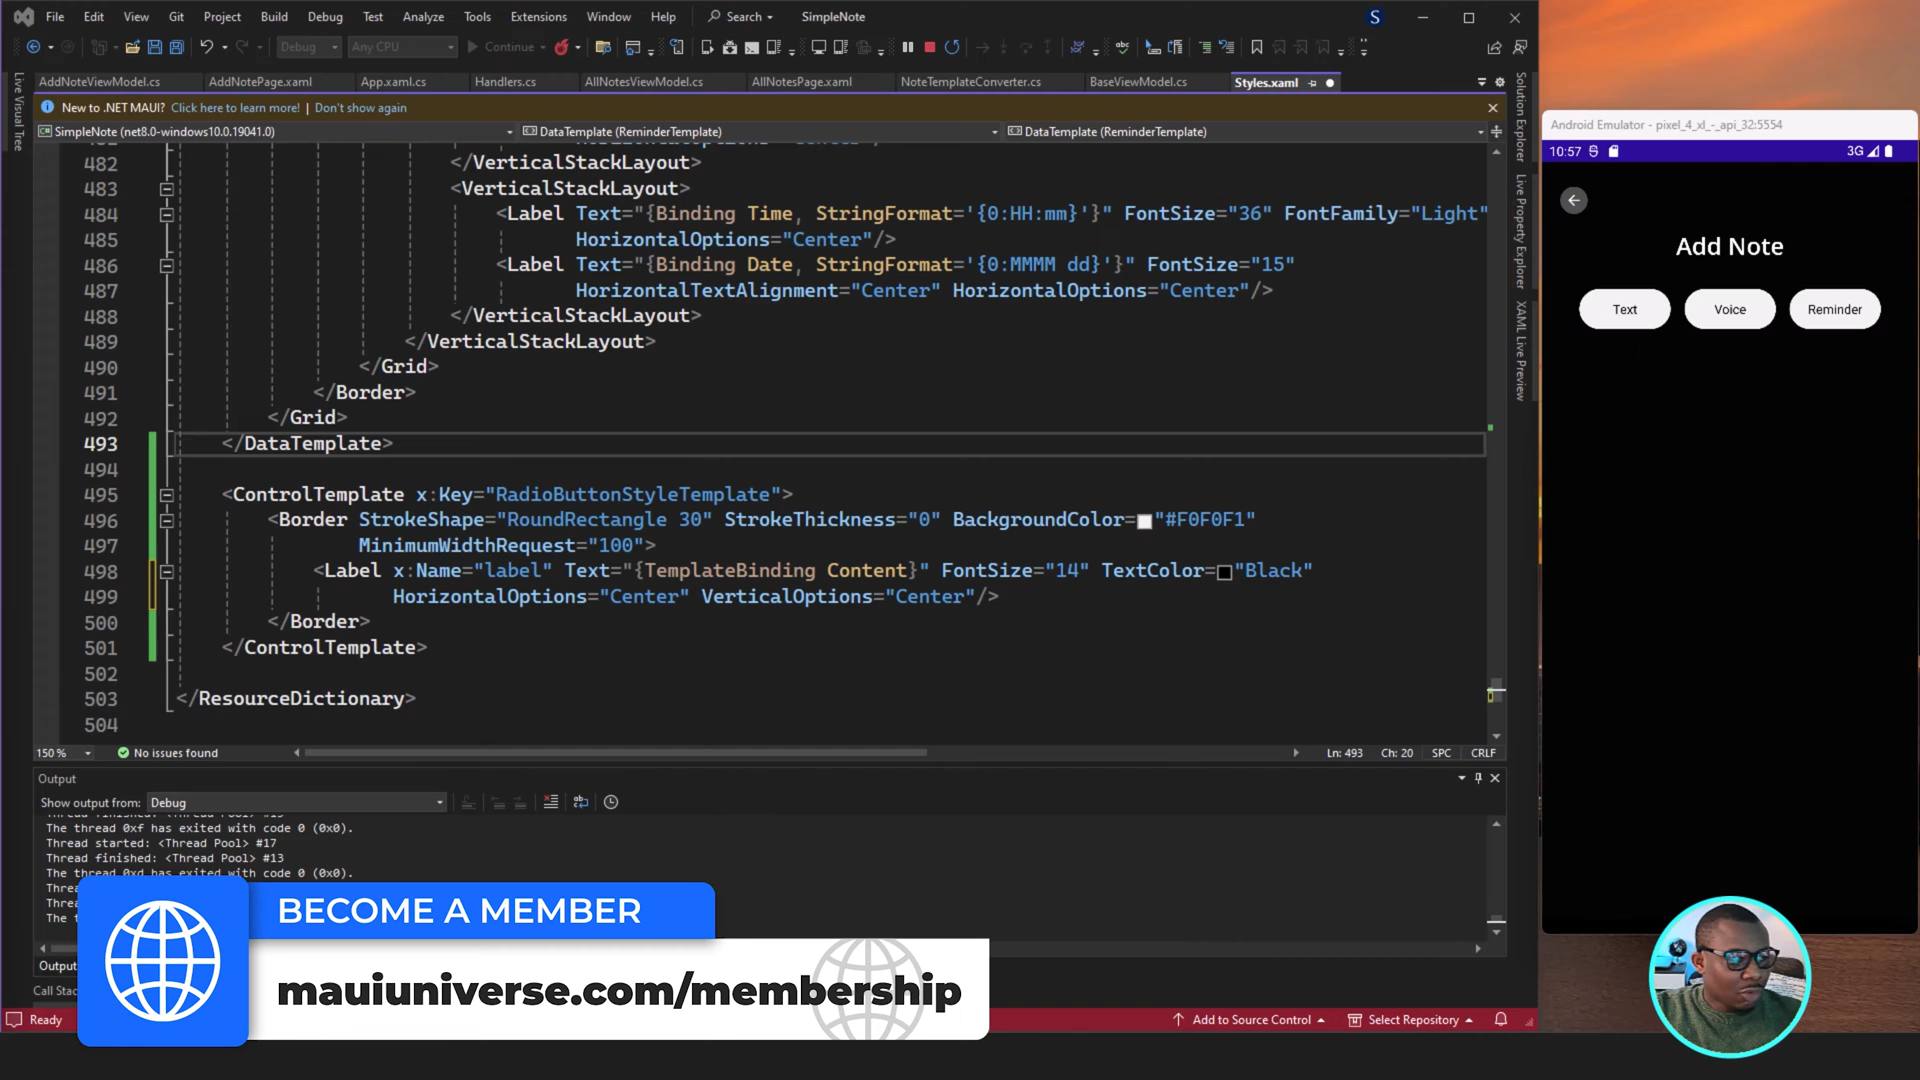 File Edit View Git Project Build Debug Test Analyze Tools Extensions Window Help Search SimpleNote S
Debug Any CPU Continue
AddNoteViewModel.cs AddNotePage.xaml App.xaml.cs Handlers.cs AllNotesViewModel.cs AllNotesPage.xaml NoteTemplateConverter.cs BaseViewModel.cs Styles.xaml
New to .NET MAUI? Click here to learn more! | Don't show again
SimpleNote (net8.0-windows10.0.19041.0) DataTemplate (ReminderTemplate) DataTemplate (ReminderTemplate)
Live Visual Tree
482 </VerticalStackLayout>
483 <VerticalStackLayout>
484 <Label Text="{Binding Time, StringFormat='{0:HH:mm}'}" FontSize="36" FontFamily="Light"
485 HorizontalOptions="Center"/>
486 <Label Text="{Binding Date, StringFormat='{0:MMMM dd}'}" FontSize="15"
487 HorizontalTextAlignment="Center" HorizontalOptions="Center"/>
488 </VerticalStackLayout>
489 </VerticalStackLayout>
490 </Grid>
491 </Border>
492 </Grid>
493 </DataTemplate>
494
495 <ControlTemplate x:Key="RadioButtonStyleTemplate">
496 <Border StrokeShape="RoundRectangle 30" StrokeThickness="0" BackgroundColor="#F0F0F1"
497 MinimumWidthRequest="100">
498 <Label x:Name="label" Text="{TemplateBinding Content}" FontSize="14" TextColor="Black"
499 HorizontalOptions="Center" VerticalOptions="Center"/>
500 </Border>
501 </ControlTemplate>
502
503 </ResourceDictionary>
504
150 % No issues found Ln: 493 Ch: 20 SPC CRLF
Output
Show output from: Debug
The thread 0xf has exited with code 0 (0x0).
Thread started: <Thread Pool> #17
Thread finished: <Thread Pool> #13
The thread 0xd has exited with code 0 (0x0).
Output
Ready Add to Source Control Select Repository
Solution Explorer
Live Property Explorer
XAML Live Preview
Android Emulator - pixel_4_xl_-_api_32:5554
10:57 3G
Add Note
Text Voice Reminder
BECOME A MEMBER
mauiuniverse.com/membership